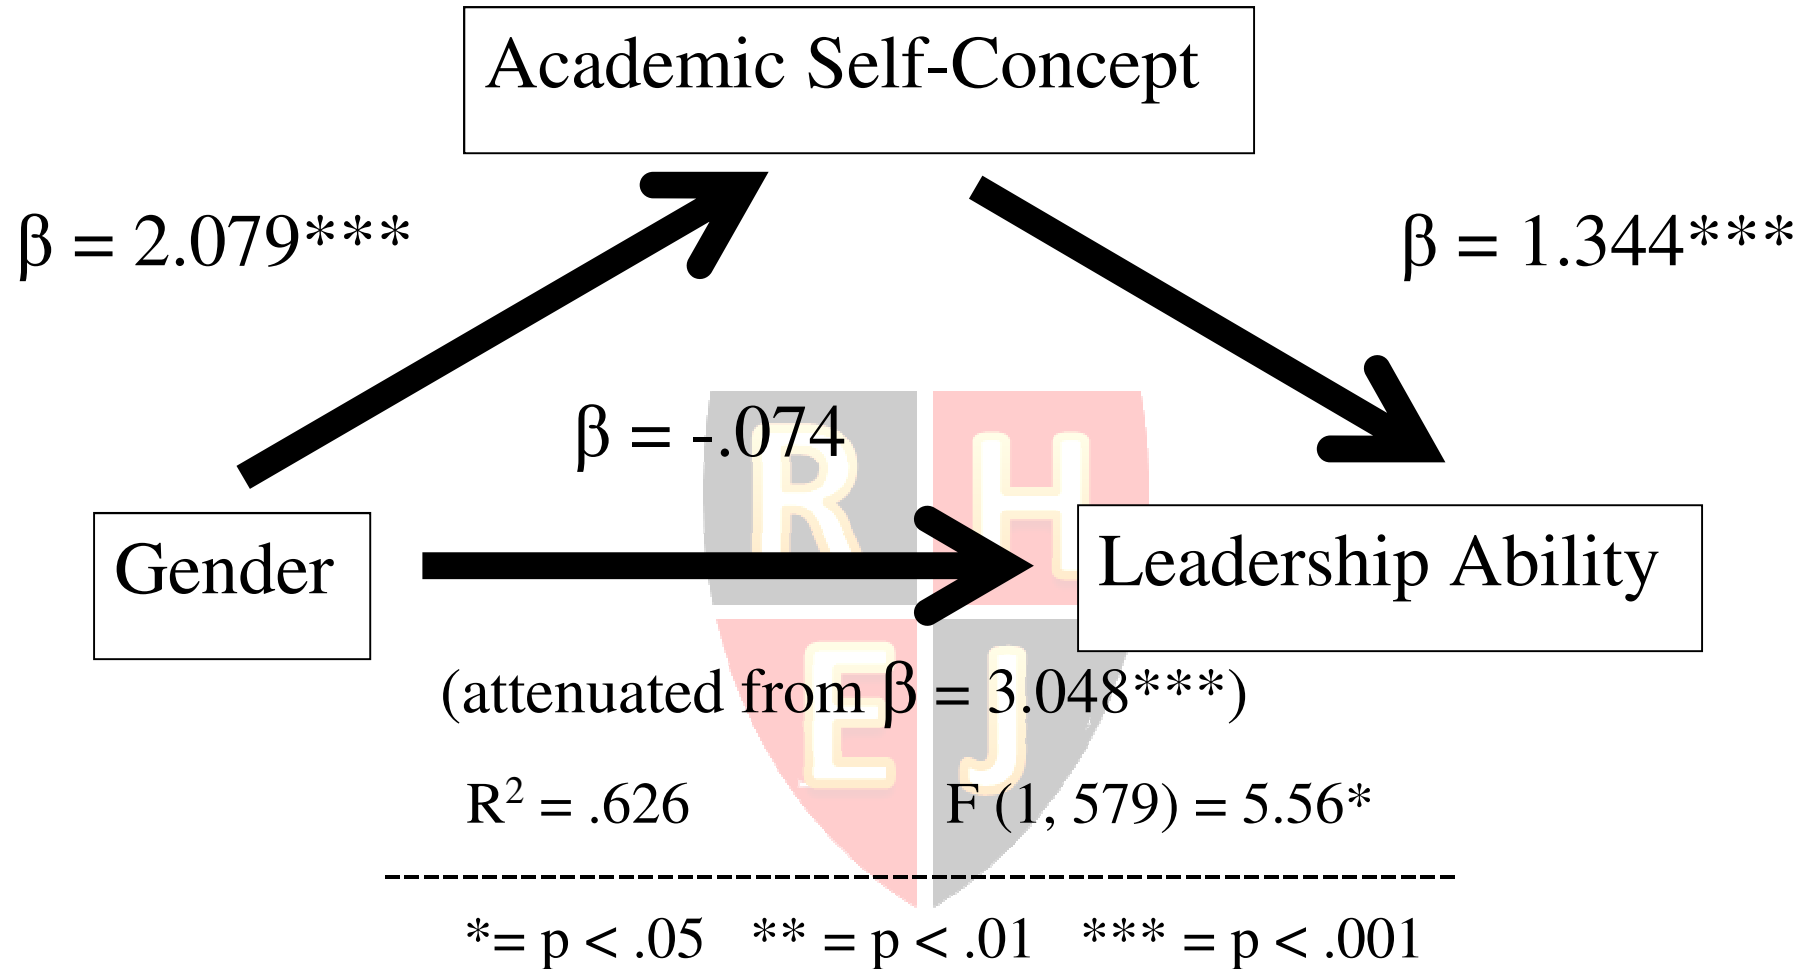 Academic Self-Concept
β = 2.079***
β = 1.344***
β = -.074
Gender
Leadership Ability
(attenuated from β = 3.048***)
R² = .626 F (1, 579) = 5.56*
*= p < .05 ** = p < .01 *** = p < .001
R H
E J